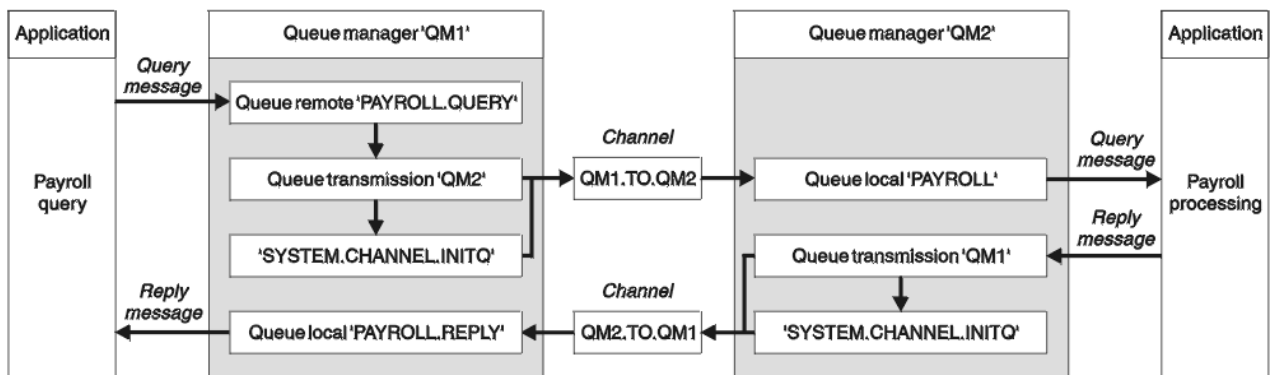 Application
Queue manager 'QM1'
Queue manager 'QM2'
Application
Query
message
Queue remote 'PAYROLL.QUERY'
Payroll
query
Queue transmission 'QM2'
Channel
QM1.TO.QM2
Queue local 'PAYROLL'
Query
message
Payroll
processing
'SYSTEM.CHANNEL.INITQ'
Queue transmission 'QM1'
Reply
message
Reply
message
Queue local 'PAYROLL.REPLY'
Channel
QM2.TO.QM1
'SYSTEM.CHANNEL.INITQ'